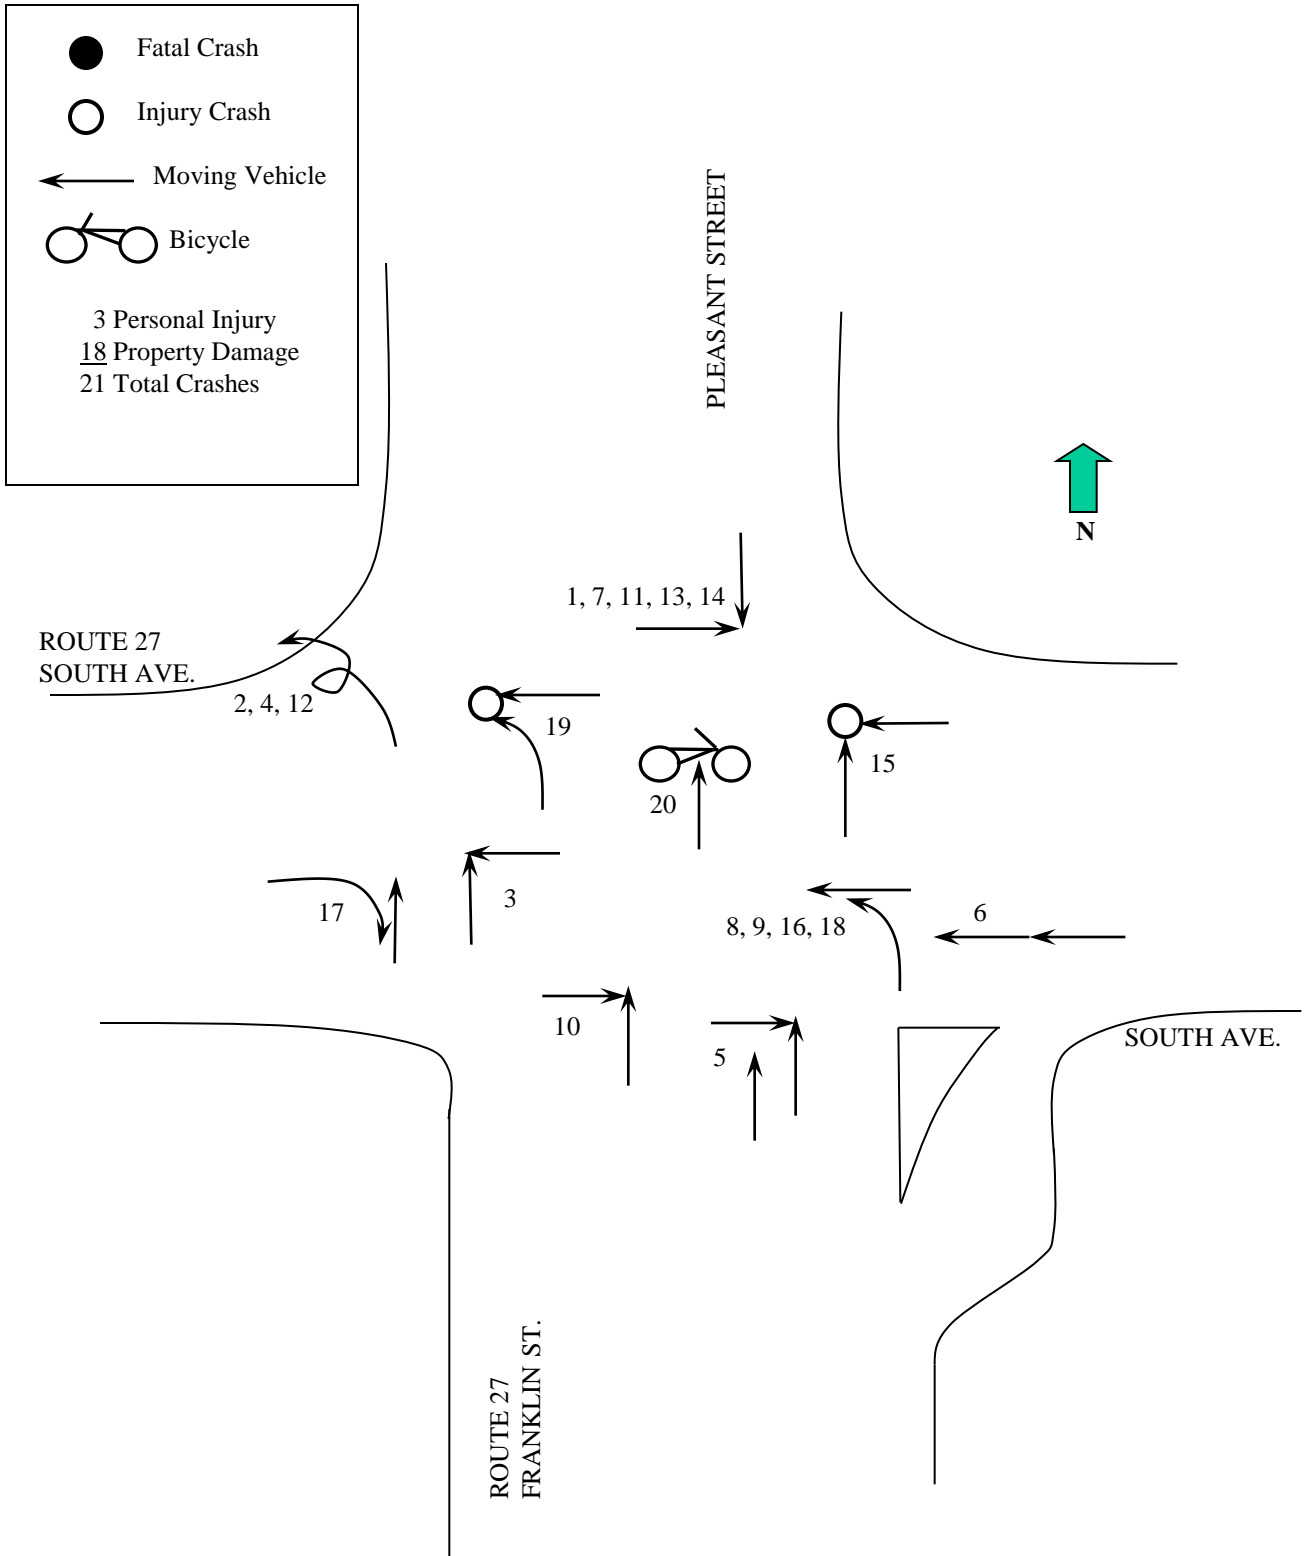 Fatal Crash
Injury Crash
Moving Vehicle
Bicycle
3 Personal Injury
18 Property Damage
21 Total Crashes
PLEASANT STREET
N
1, 7, 11, 13, 14
ROUTE 27
SOUTH AVE.
2, 4, 12
19
15
20
3
17
8, 9, 16, 18
6
10
5
SOUTH AVE.
ROUTE 27
FRANKLIN ST.